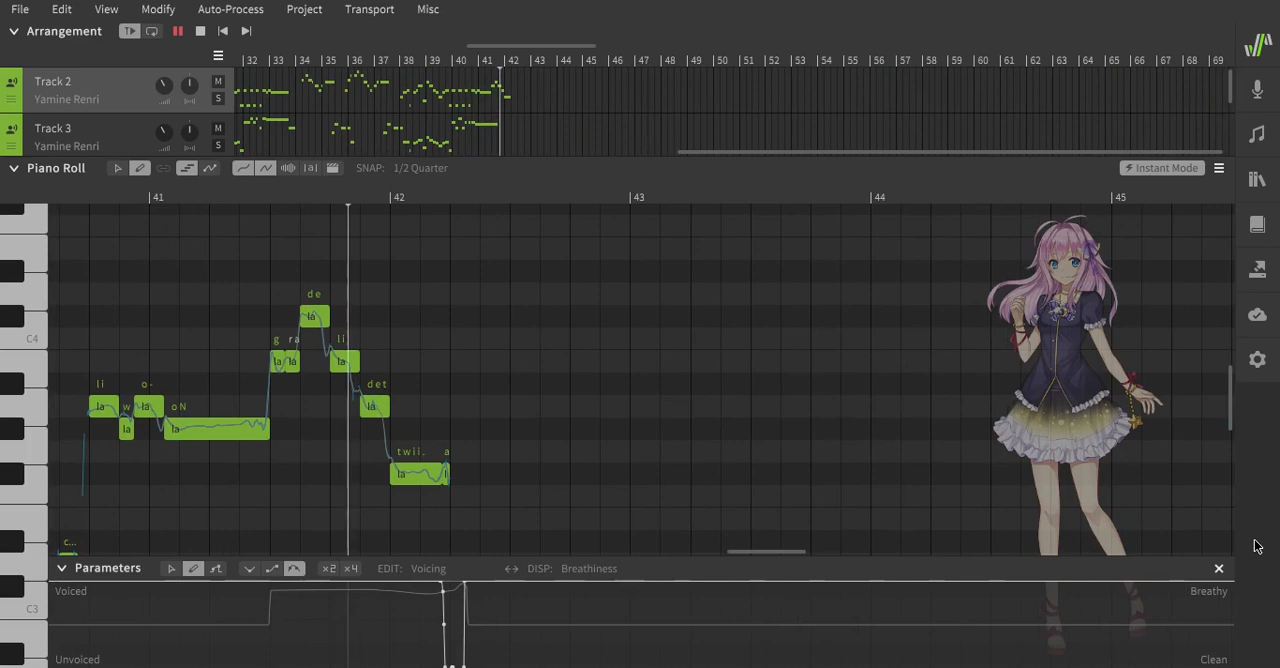 File Edit View Modify Auto-Process Project Transport Misc
Arrangement
32 33 34 35 36 37 38 39 40 41 42 43 44 45 46 47 48 49 50 51 52 53 54 55 56 57 58 59 60 61 62 63 64 65 66 67 68 69
Track 2 M
Yamine Renri S
Track 3 M
Yamine Renri S
Piano Roll SNAP: 1/2 Quarter Instant Mode
41 42 43 44 45
de
la
C4 g ra li
la la la
li o- det
la w la oN la
la la
twii. a
la l
c...
Parameters x2 x4 EDIT: Voicing DISP: Breathiness
Voiced Breathy
C3
Unvoiced Clean